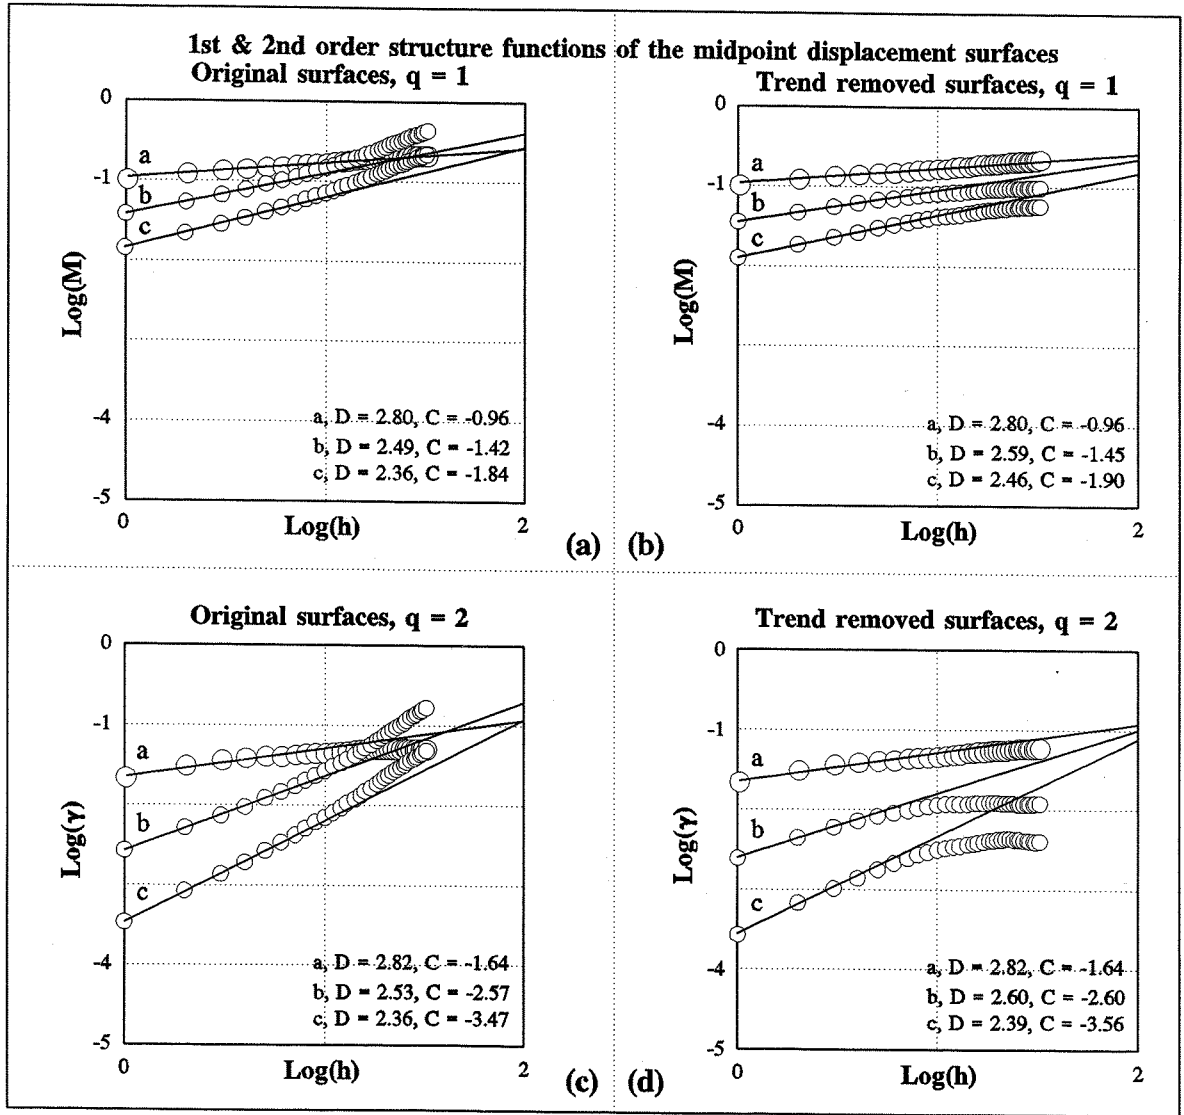 1st & 2nd order structure functions of the midpoint displacement surfaces
Original surfaces, q = 1
0
-1
-4
-5
Log(M)
a
b
c
a, D = 2.80, C = -0.96
b, D = 2.49, C = -1.42
c, D = 2.36, C = -1.84
0
Log(h)
2
(a)
Trend removed surfaces, q = 1
0
-1
-4
-5
Log(M)
a
b
c
a, D = 2.80, C = -0.96
b, D = 2.59, C = -1.45
c, D = 2.46, C = -1.90
0
Log(h)
2
(b)
Original surfaces, q = 2
0
-1
-4
-5
Log(γ)
a
b
c
a, D = 2.82, C = -1.64
b, D = 2.53, C = -2.57
c, D = 2.36, C = -3.47
0
Log(h)
2
(c)
Trend removed surfaces, q = 2
0
-1
-4
-5
Log(γ)
a
b
c
a, D = 2.82, C = -1.64
b, D = 2.60, C = -2.60
c, D = 2.39, C = -3.56
0
Log(h)
2
(d)